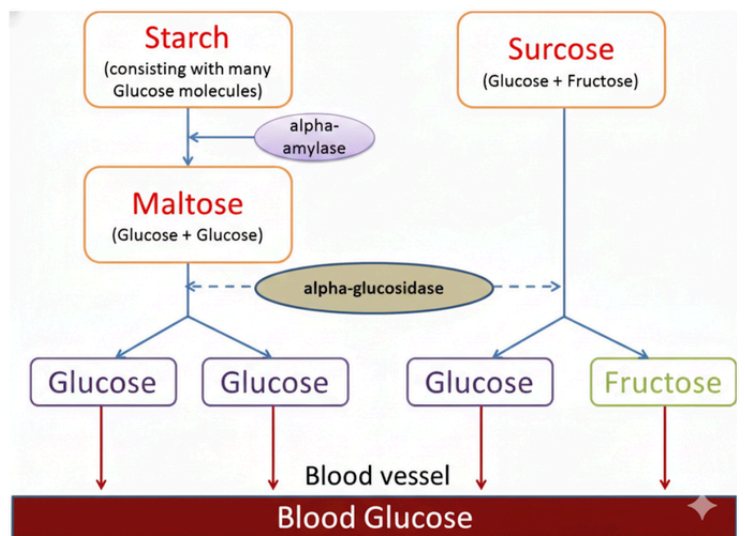 Starch
(consisting with many
Glucose molecules)
Surcose
(Glucose + Fructose)
alpha-
amylase
Maltose
(Glucose + Glucose)
alpha-glucosidase
Glucose
Glucose
Glucose
Fructose
Blood vessel
Blood Glucose